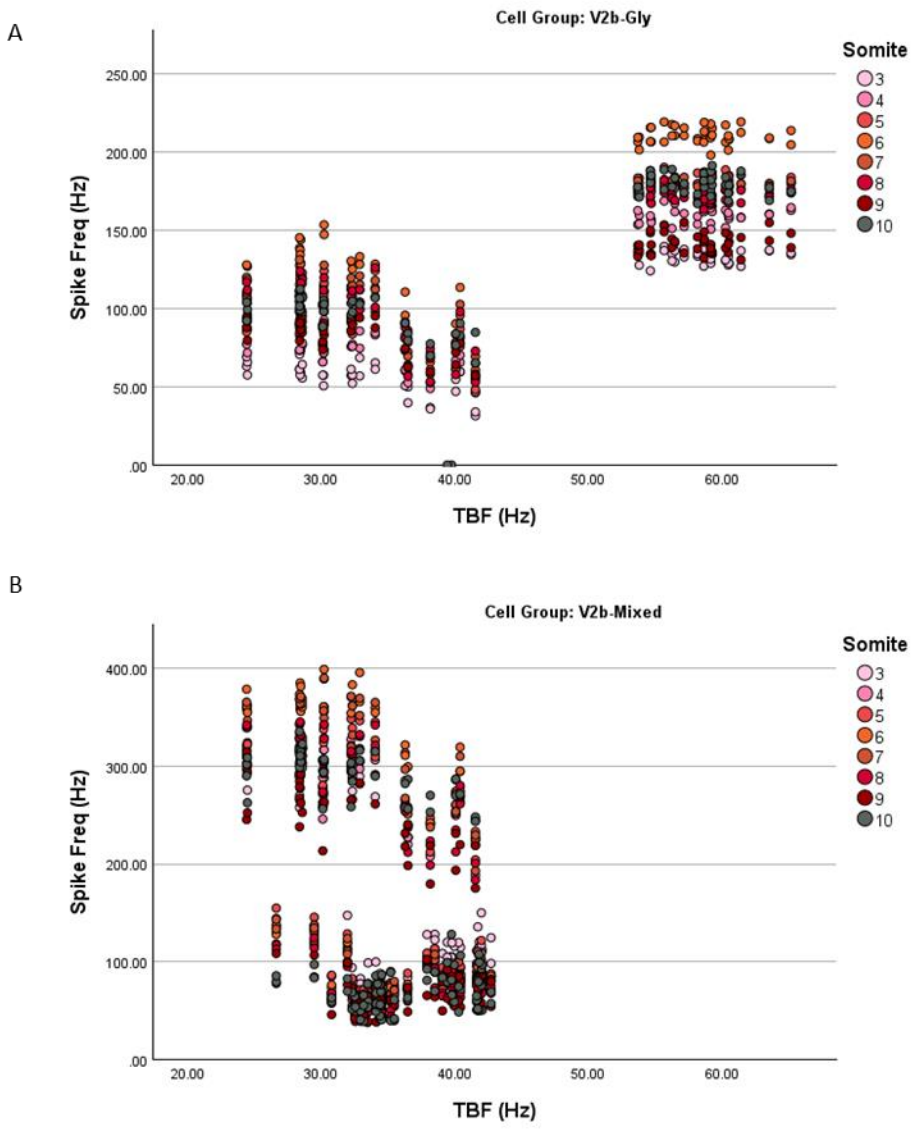 A
Cell Group: V2b-Gly
Somite
3
4
5
6
7
8
9
10
Spike Freq (Hz)
250.00
200.00
150.00
100.00
50.00
.00
20.00 30.00 40.00 50.00 60.00
TBF (Hz)
B
Cell Group: V2b-Mixed
Somite
3
4
5
6
7
8
9
10
Spike Freq (Hz)
400.00
300.00
200.00
100.00
.00
20.00 30.00 40.00 50.00 60.00
TBF (Hz)